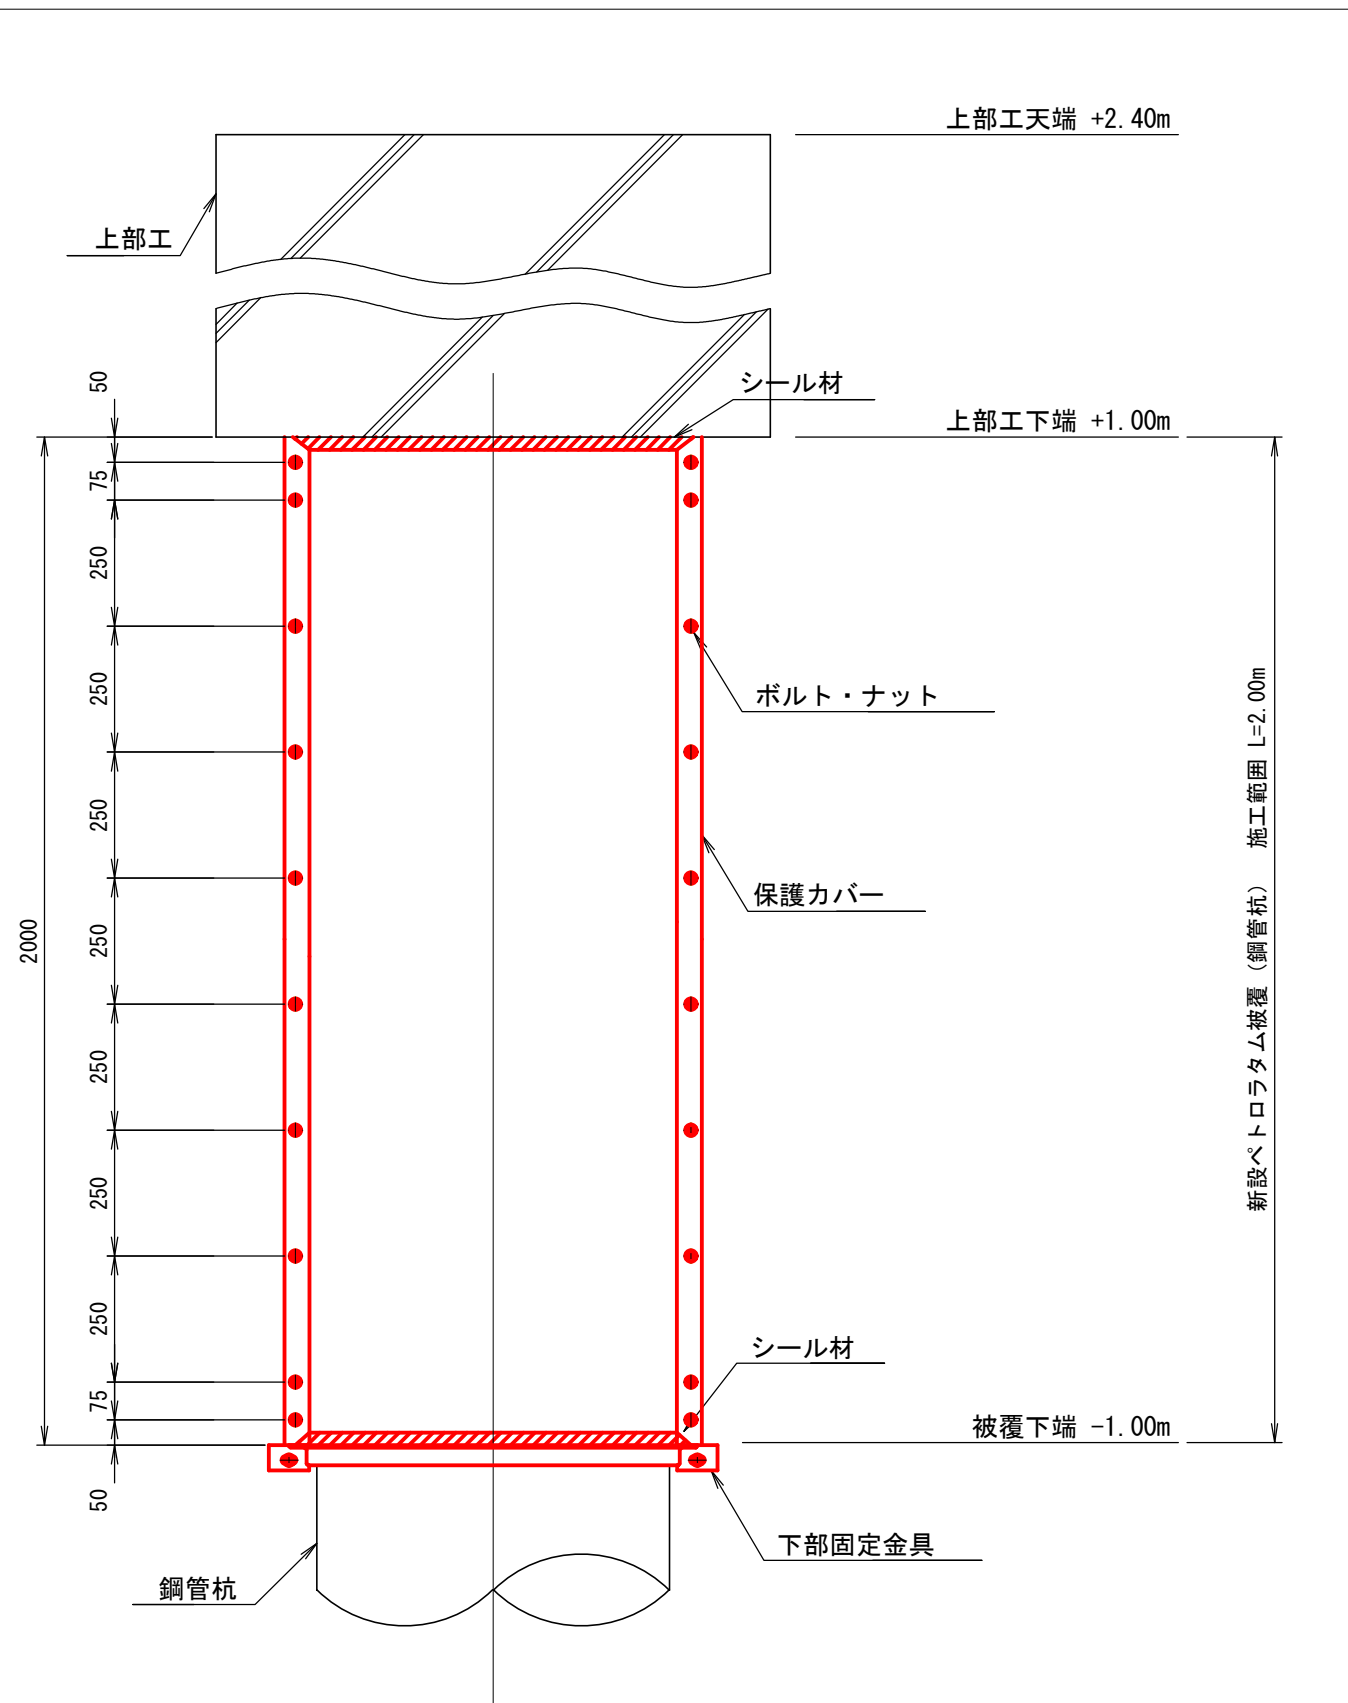 上部工天端 +2.40m
上部工
50
シール材
上部工下端 +1.00m
75
250
250
ボルト・ナット
250
保護カバー
250
2000
新設ペトロラタム被覆（鋼管杭） 施工範囲 L=2.00m
250
250
250
シール材
75
被覆下端 -1.00m
50
下部固定金具
鋼管杭